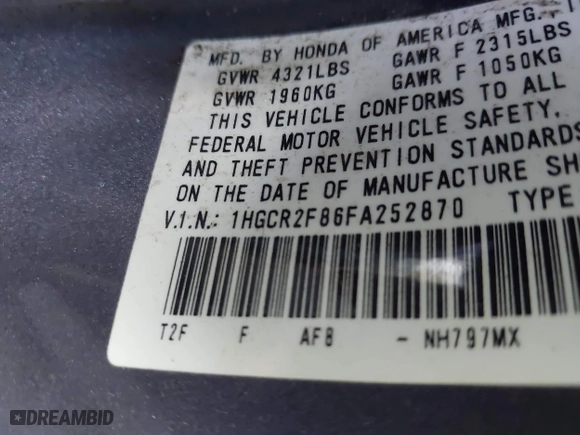 MFD. BY HONDA OF AMERICA MFG.,
GVWR 4321LBS GAWR F 2315LBS
GVWR 1960KG GAWR F 1050KG
THIS VEHICLE CONFORMS TO ALL
FEDERAL MOTOR VEHICLE SAFETY,
AND THEFT PREVENTION STANDARDS
ON THE DATE OF MANUFACTURE SH
V.I.N.: 1HGCR2F86FA252870 TYPE
T2F F AF8 - NH797MX
DREAMBID